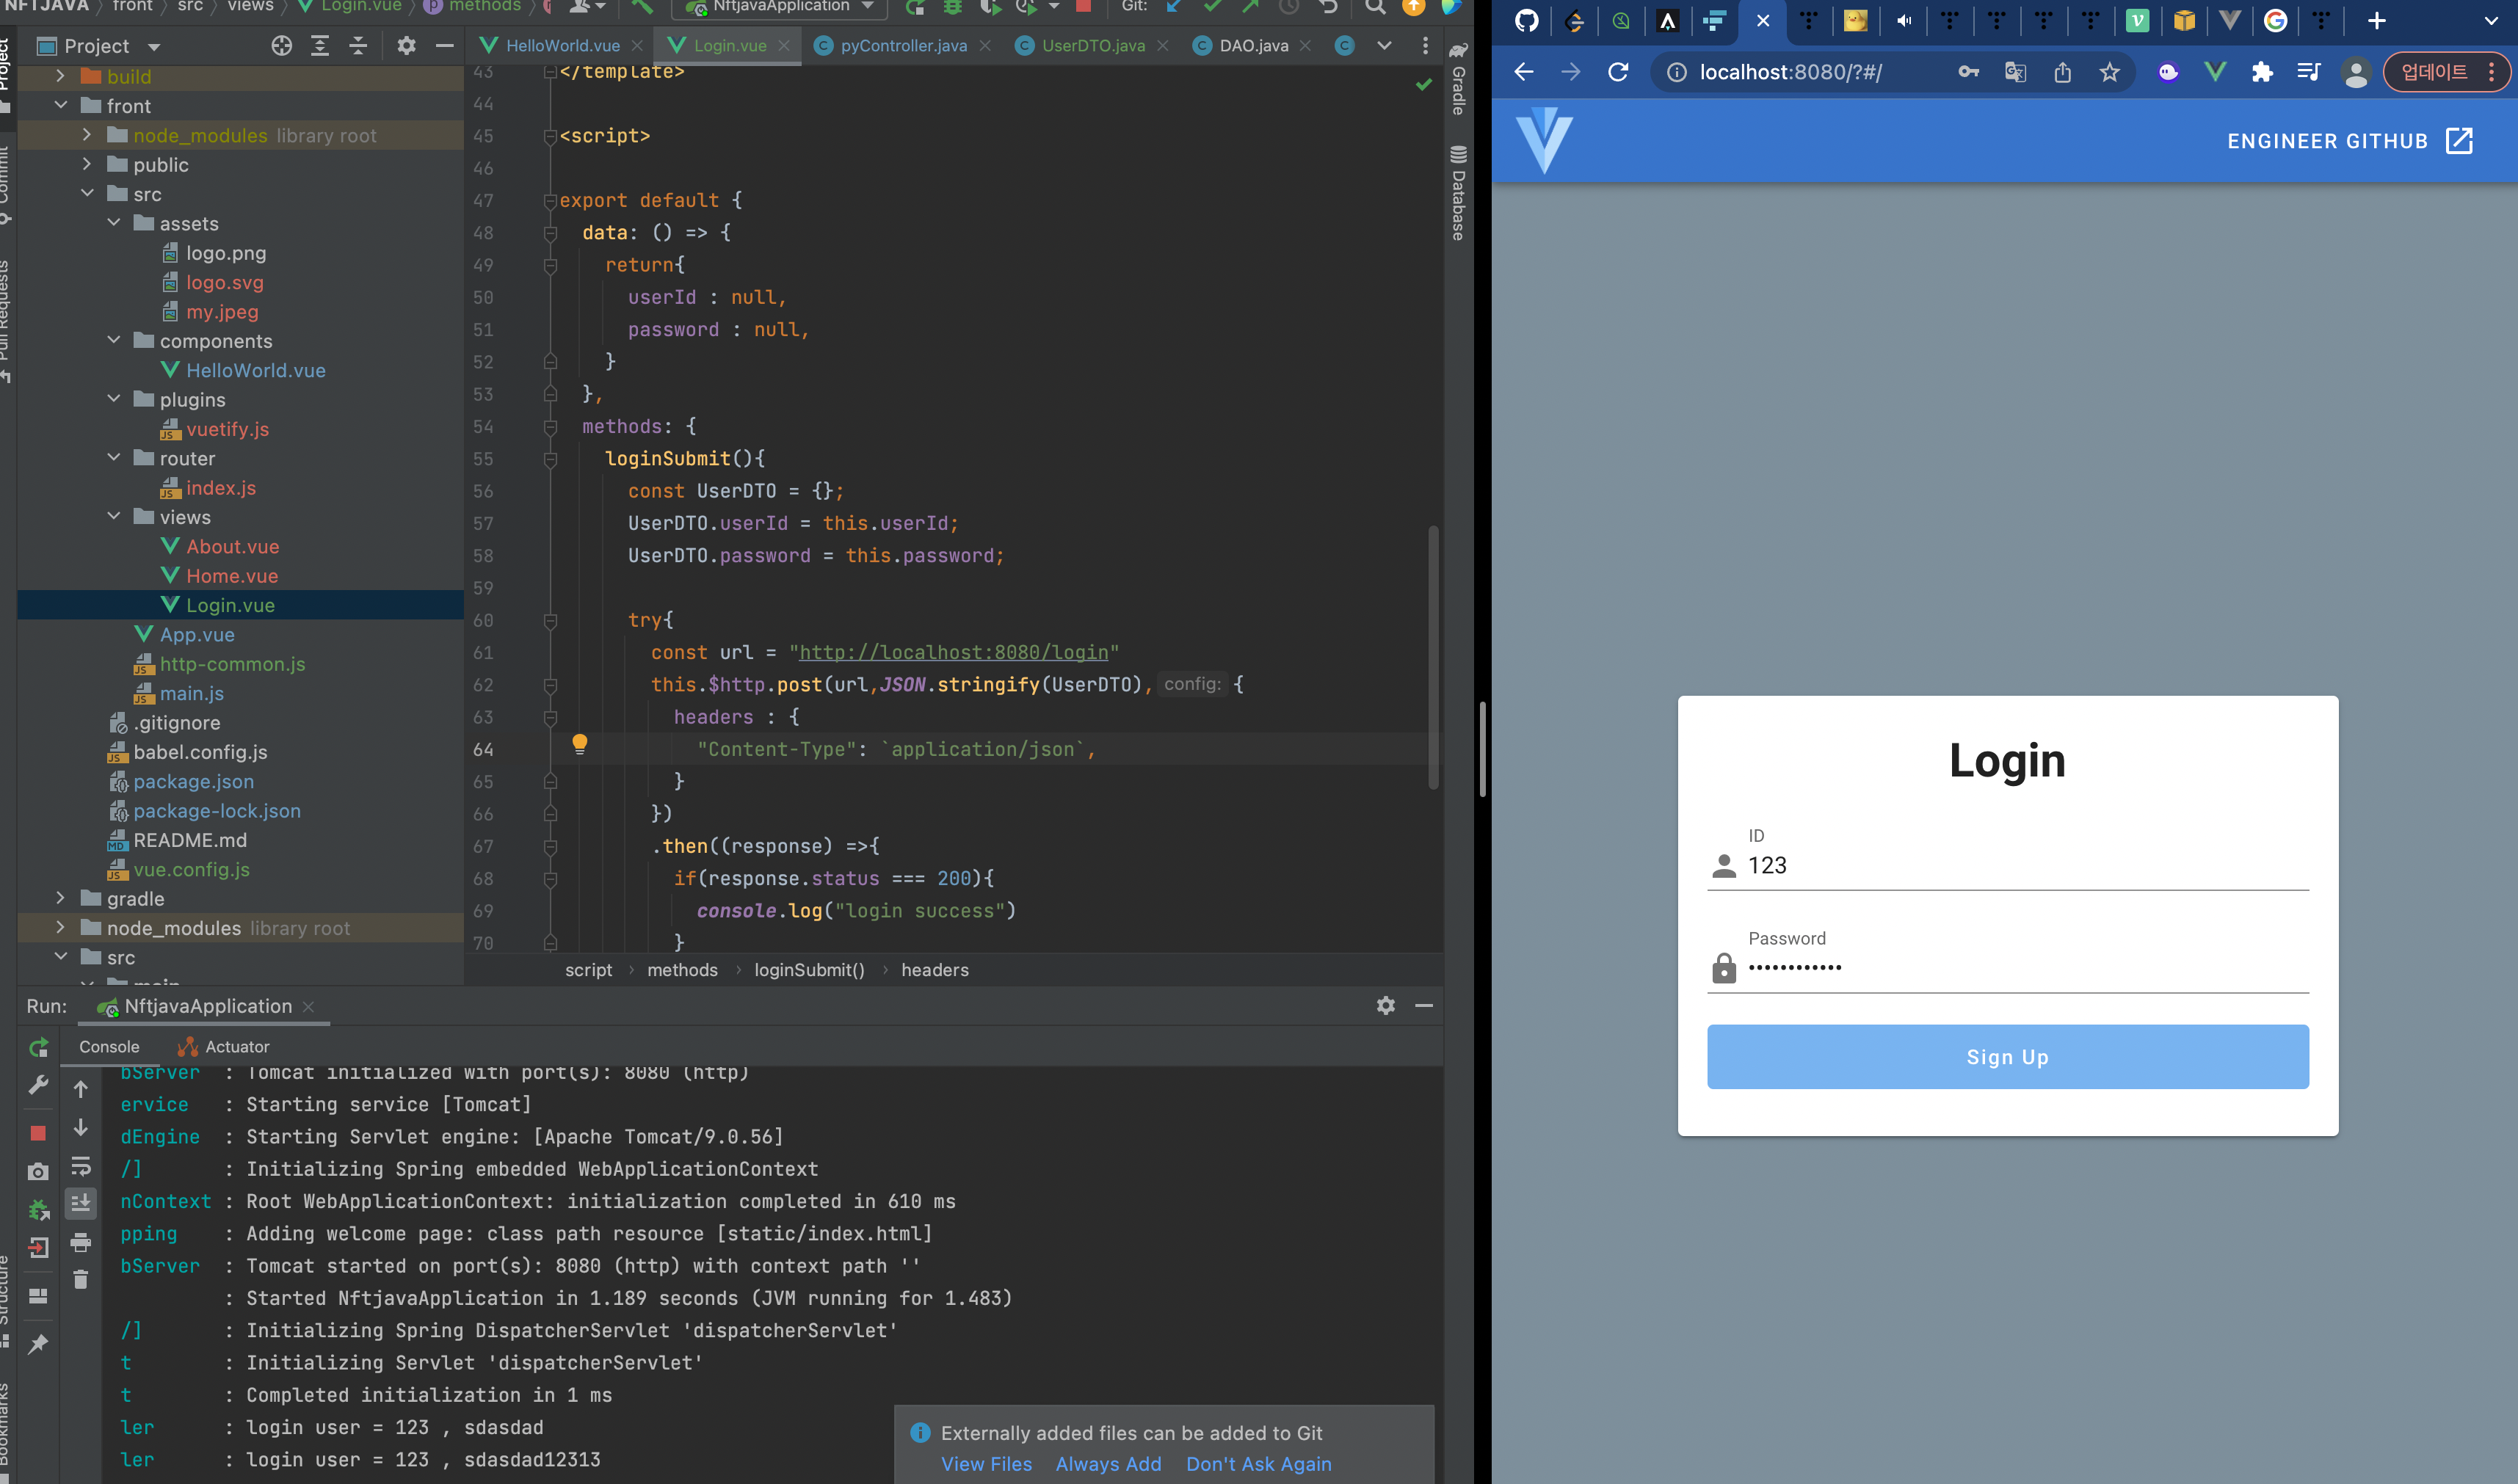 NFTJAVA 〉 front 〉 src 〉 views 〉 Login.vue 〉 methods
NftjavaApplication
Git:
Project
HelloWorld.vue
Login.vue
pyController.java
UserDTO.java
DAO.java
Project
Commit
Pull Requests
Structure
Bookmarks
build
front
node_modules library root
public
src
assets
logo.png
logo.svg
my.jpeg
components
HelloWorld.vue
plugins
vuetify.js
router
index.js
views
About.vue
Home.vue
Login.vue
App.vue
http-common.js
main.js
.gitignore
babel.config.js
package.json
package-lock.json
README.md
vue.config.js
gradle
node_modules library root
src
main
43 </template>
44
45 <script>
46
47 export default {
48 data: () => {
49 return{
50 userId : null,
51 password : null,
52 }
53 },
54 methods: {
55 loginSubmit(){
56 const UserDTO = {};
57 UserDTO.userId = this.userId;
58 UserDTO.password = this.password;
59
60 try{
61 const url = "http://localhost:8080/login"
62 this.$http.post(url,JSON.stringify(UserDTO), config: {
63 headers : {
64 "Content-Type": `application/json`,
65 }
66 })
67 .then((response) =>{
68 if(response.status === 200){
69 console.log("login success")
70 }
script › methods › loginSubmit() › headers
Gradle
Database
Run: NftjavaApplication
Console Actuator
bServer : Tomcat initialized with port(s): 8080 (http)
ervice : Starting service [Tomcat]
dEngine : Starting Servlet engine: [Apache Tomcat/9.0.56]
/] : Initializing Spring embedded WebApplicationContext
nContext : Root WebApplicationContext: initialization completed in 610 ms
pping : Adding welcome page: class path resource [static/index.html]
bServer : Tomcat started on port(s): 8080 (http) with context path ''
: Started NftjavaApplication in 1.189 seconds (JVM running for 1.483)
/] : Initializing Spring DispatcherServlet 'dispatcherServlet'
t : Initializing Servlet 'dispatcherServlet'
t : Completed initialization in 1 ms
ler : login user = 123 , sdasdad
ler : login user = 123 , sdasdad12313
Externally added files can be added to Git
View Files Always Add Don't Ask Again
localhost:8080/?#/
업데이트
ENGINEER GITHUB
Login
ID
123
Password
••••••••••••
Sign Up